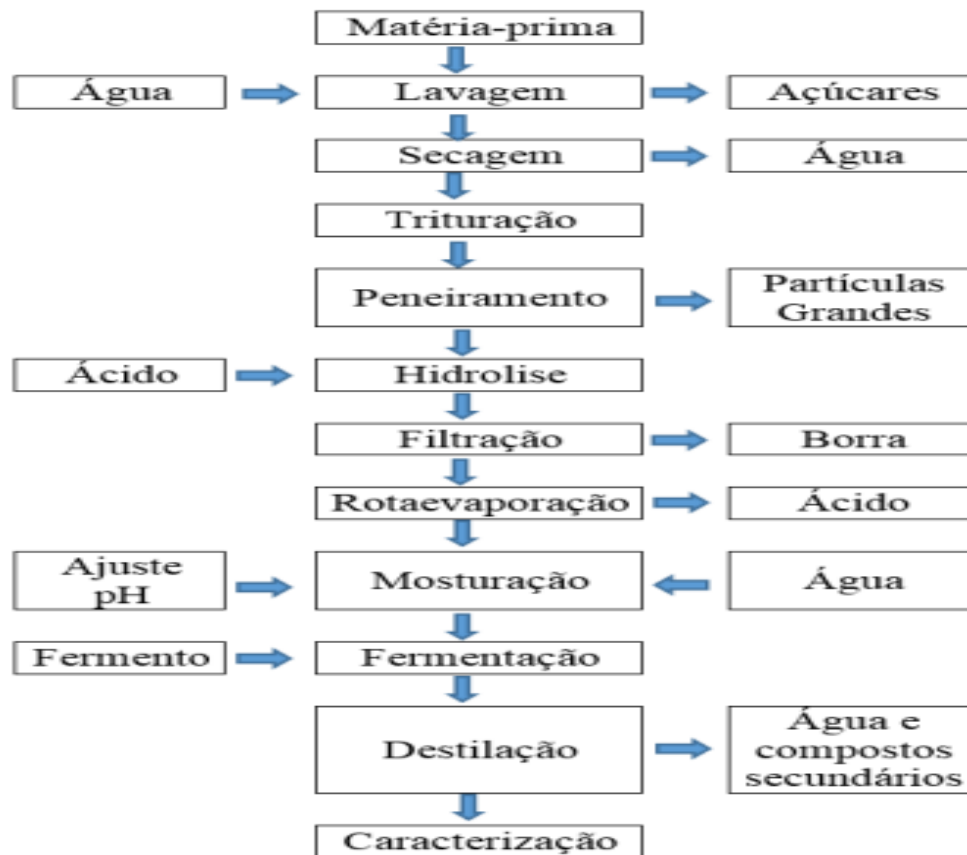 Matéria-prima
Água
Lavagem
Açúcares
Secagem
Água
Trituração
Peneiramento
Partículas
Grandes
Ácido
Hidrolise
Filtração
Borra
Rotaevaporação
Ácido
Ajuste
pH
Mosturação
Água
Fermento
Fermentação
Destilação
Água e
compostos
secundários
Caracterização